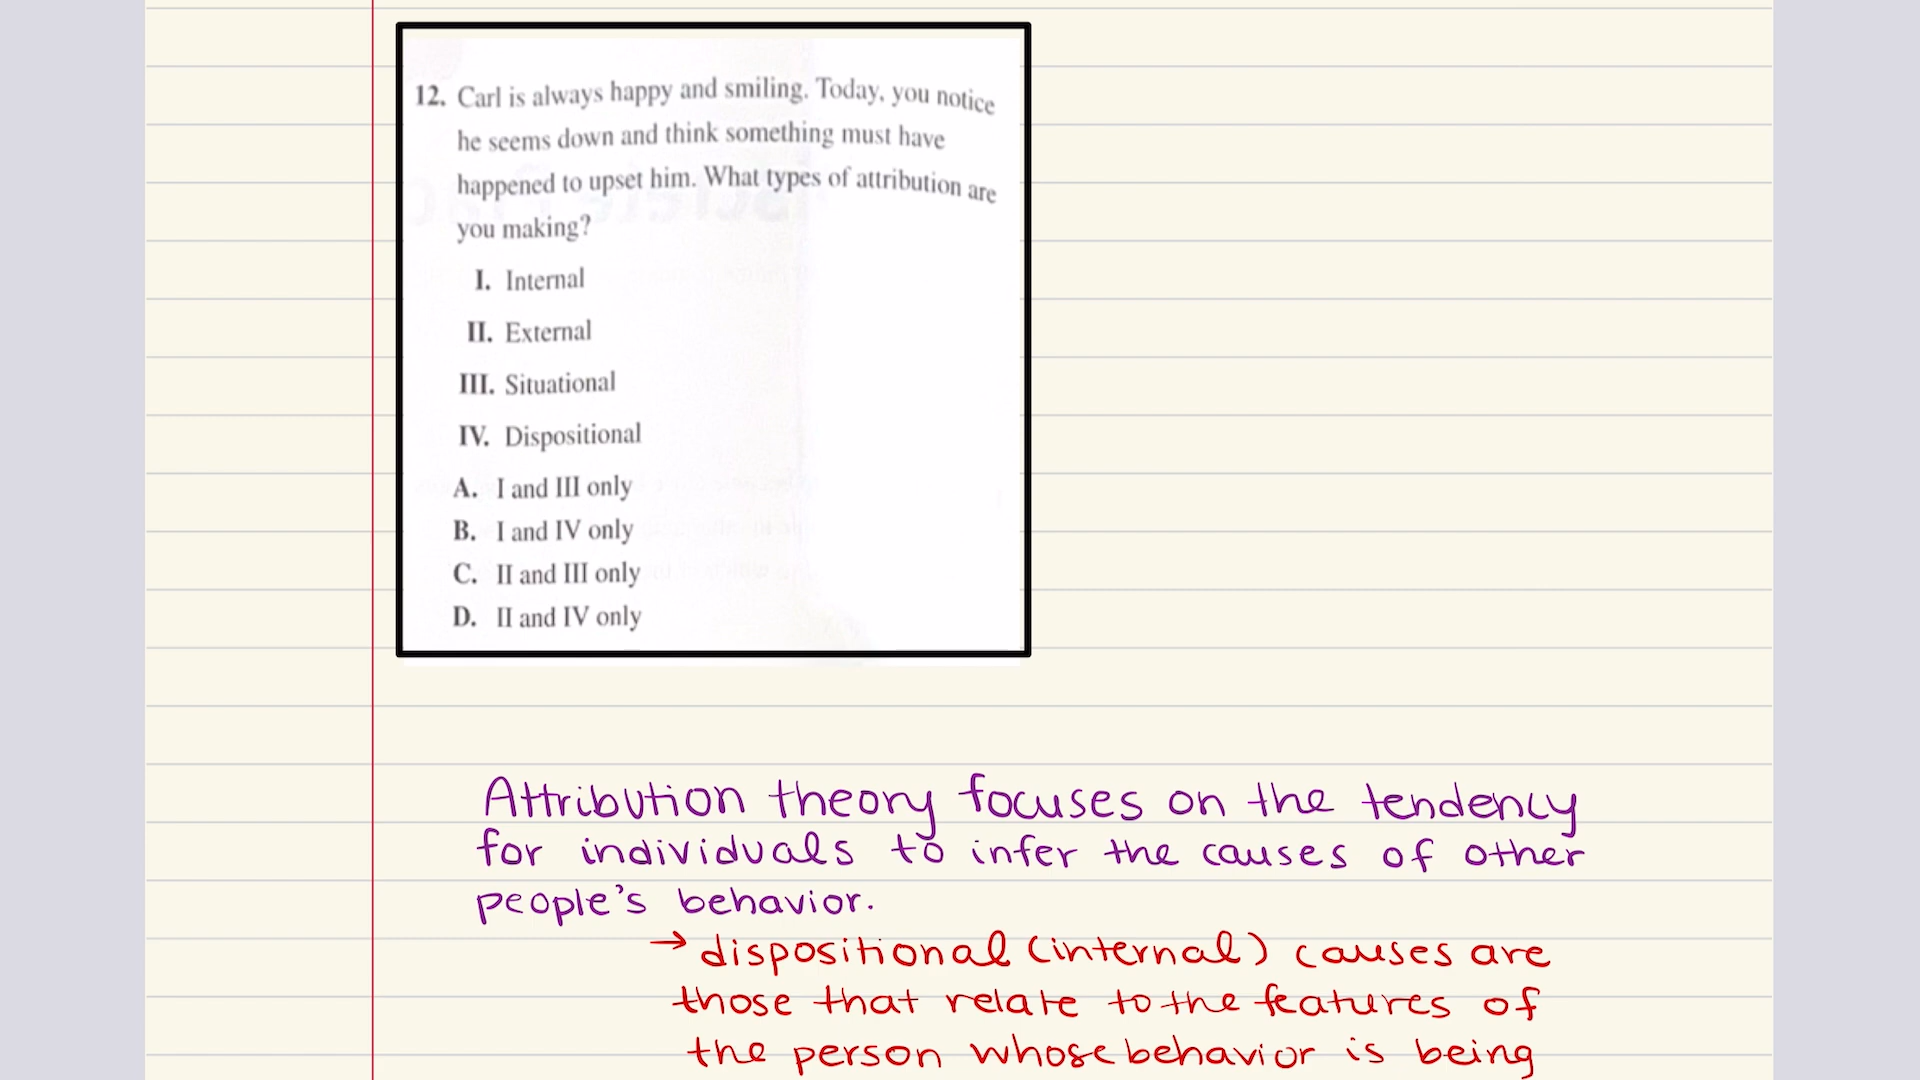 12. Carl is always happy and smiling. Today, you notice
he seems down and think something must have
happened to upset him. What types of attribution are
you making?
I. Internal
II. External
III. Situational
IV. Dispositional
A. I and III only
B. I and IV only
C. II and III only
D. II and IV only
Attribution theory focuses on the tendency
for individuals to infer the causes of other
people's behavior.
→ dispositional (internal) causes are
those that relate to the features of
the person whose behavior is being